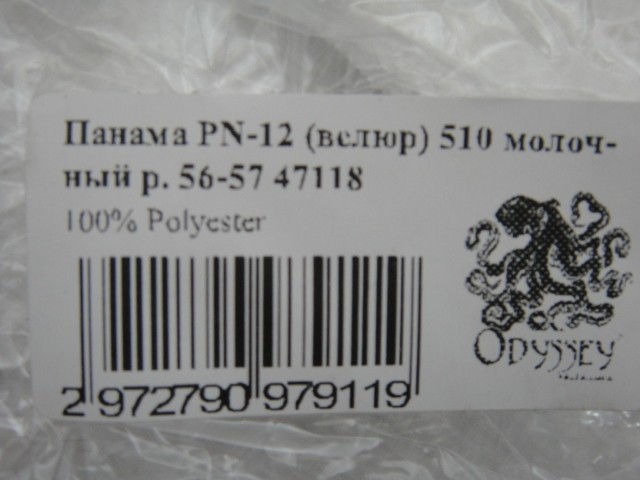 Панама PN-12 (велюр) 510 молоч-
ный р. 56-57 47118
100% Polyester
2 972790 979119
ODYSSEY